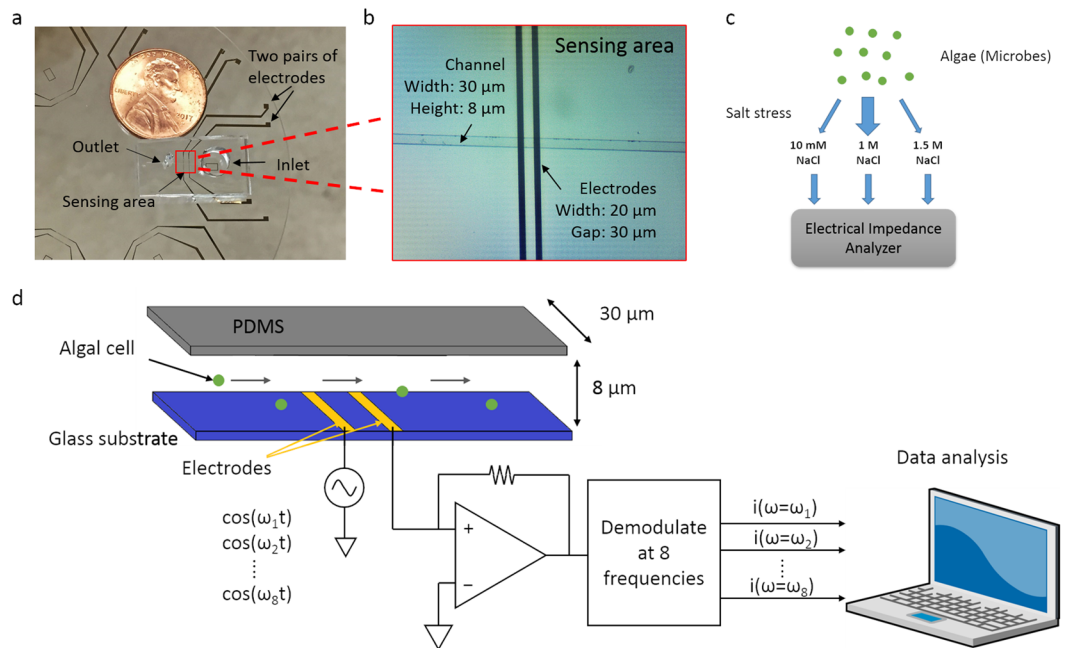 a
Two pairs of
electrodes
Outlet
Inlet
Sensing area
b
Sensing area
Channel
Width: 30 µm
Height: 8 µm
Electrodes
Width: 20 µm
Gap: 30 µm
c
Algae (Microbes)
Salt stress
10 mM
NaCl
1 M
NaCl
1.5 M
NaCl
Electrical Impedance
Analyzer
d
PDMS
30 µm
Algal cell
8 µm
Glass substrate
Electrodes
cos(ω₁t)
cos(ω₂t)
⋮
cos(ω₈t)
+
−
Demodulate
at 8
frequencies
i(ω=ω₁)
i(ω=ω₂)
⋮
i(ω=ω₈)
Data analysis
LIBERTY
2017